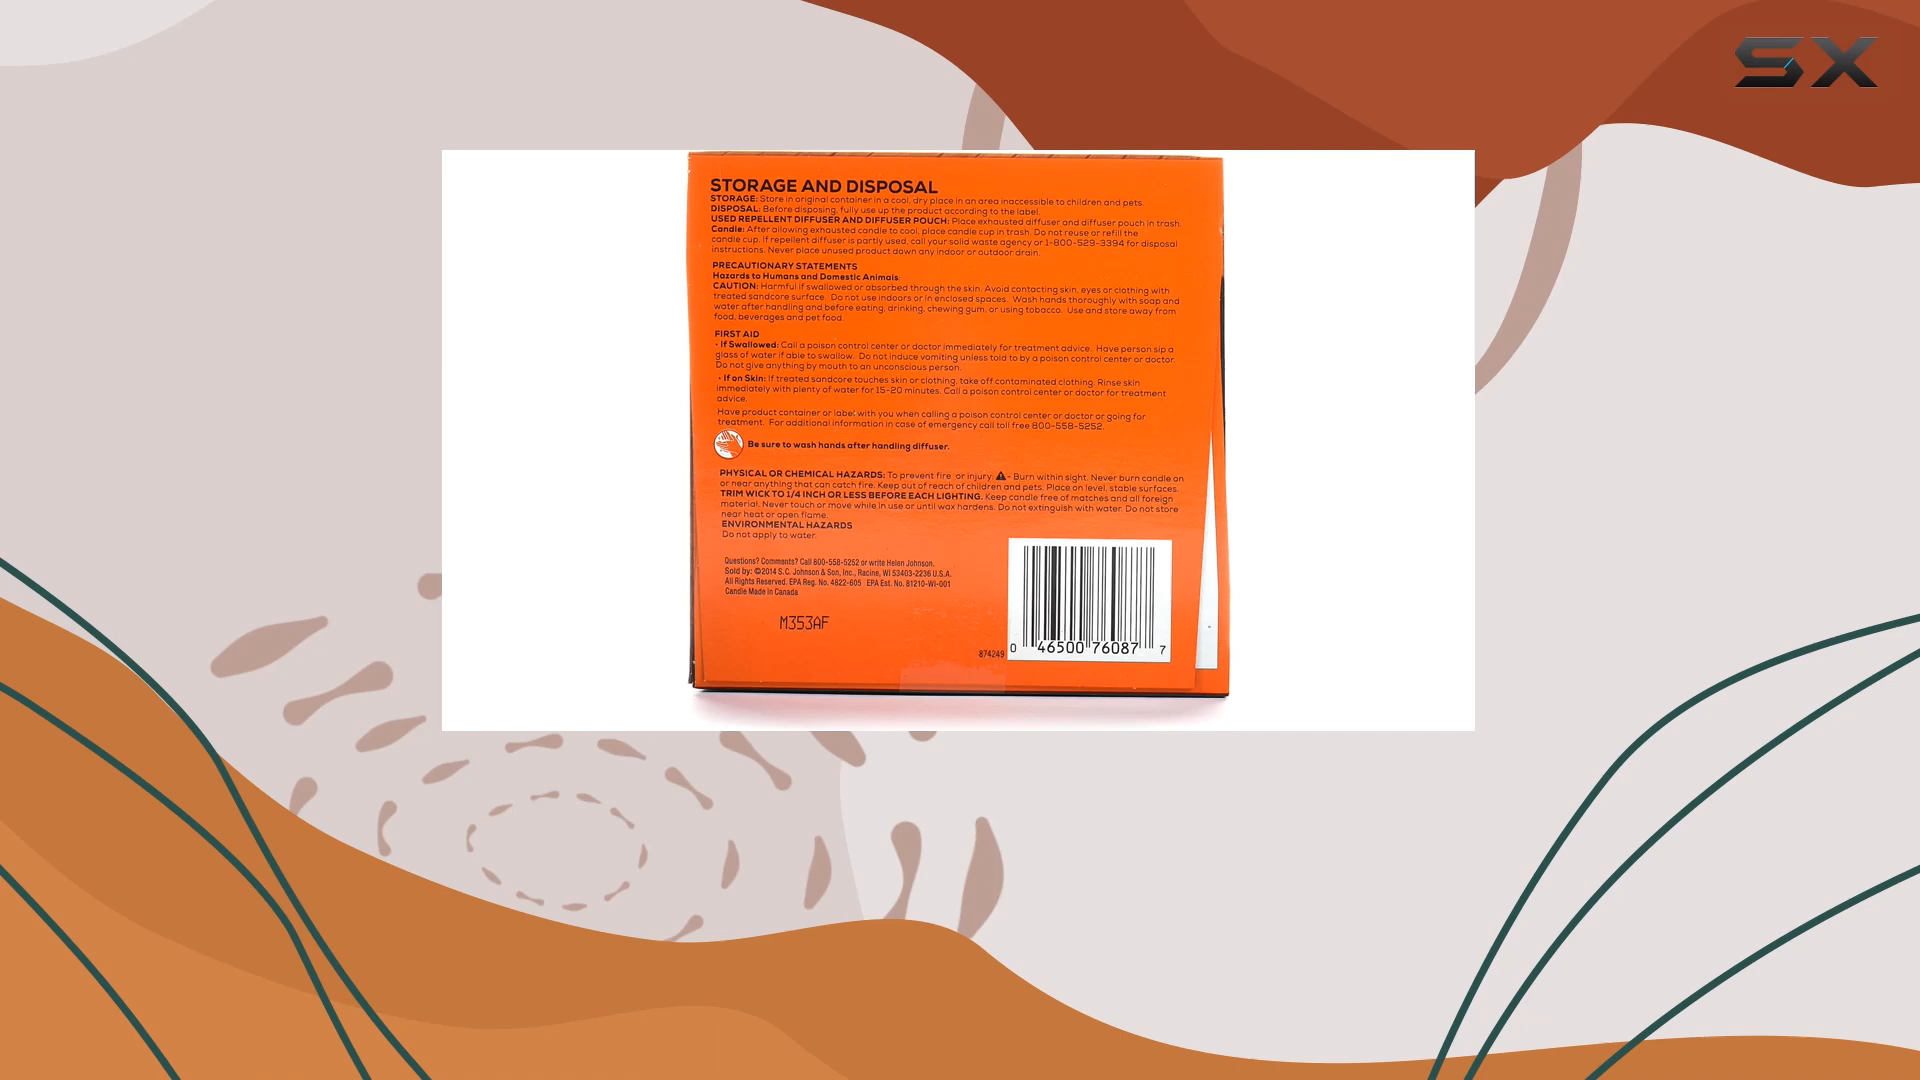 SX
STORAGE AND DISPOSAL
STORAGE: Store in original container in a cool, dry place in an area inaccessible to children and pets.
DISPOSAL: Before disposing, fully use up the product according to the label.
USED REPELLENT DIFFUSER AND DIFFUSER POUCH: Place exhausted diffuser and diffuser pouch in trash.
Candle: After allowing exhausted candle to cool, place candle cup in trash. Do not reuse or refill the
candle cup. If repellent diffuser is partly used, call your solid waste agency or 1-800-529-3394 for disposal
instructions. Never place unused product down any indoor or outdoor drain.
PRECAUTIONARY STATEMENTS
Hazards to Humans and Domestic Animals:
CAUTION: Harmful if swallowed or absorbed through the skin. Avoid contacting skin, eyes or clothing with
treated sandcore surface. Do not use indoors or in enclosed spaces. Wash hands thoroughly with soap and
water after handling and before eating, drinking, chewing gum, or using tobacco. Use and store away from
food, beverages and pet food.
FIRST AID
• If Swallowed: Call a poison control center or doctor immediately for treatment advice. Have person sip a
glass of water if able to swallow. Do not induce vomiting unless told to by a poison control center or doctor.
Do not give anything by mouth to an unconscious person.
• If on Skin: If treated sandcore touches skin or clothing, take off contaminated clothing. Rinse skin
immediately with plenty of water for 15-20 minutes. Call a poison control center or doctor for treatment
advice.
Have product container or label with you when calling a poison control center or doctor or going for
treatment. For additional information in case of emergency call toll free 800-558-5252.
Be sure to wash hands after handling diffuser.
PHYSICAL OR CHEMICAL HAZARDS: To prevent fire or injury: - Burn within sight. Never burn candle on
or near anything that can catch fire. Keep out of reach of children and pets. Place on level, stable surfaces.
TRIM WICK TO 1/4 INCH OR LESS BEFORE EACH LIGHTING. Keep candle free of matches and all foreign
material. Never touch or move while in use or until wax hardens. Do not extinguish with water. Do not store
near heat or open flame.
ENVIRONMENTAL HAZARDS
Do not apply to water.
Questions? Comments? Call 800-558-5252 or write Helen Johnson.
Sold by: ©2014 S.C. Johnson & Son, Inc., Racine, WI 53403-2236 U.S.A.
All Rights Reserved. EPA Reg. No. 4822-605 EPA Est. No. 81210-WI-001
Candle Made in Canada
M353AF
874249
0 46500 76087 7